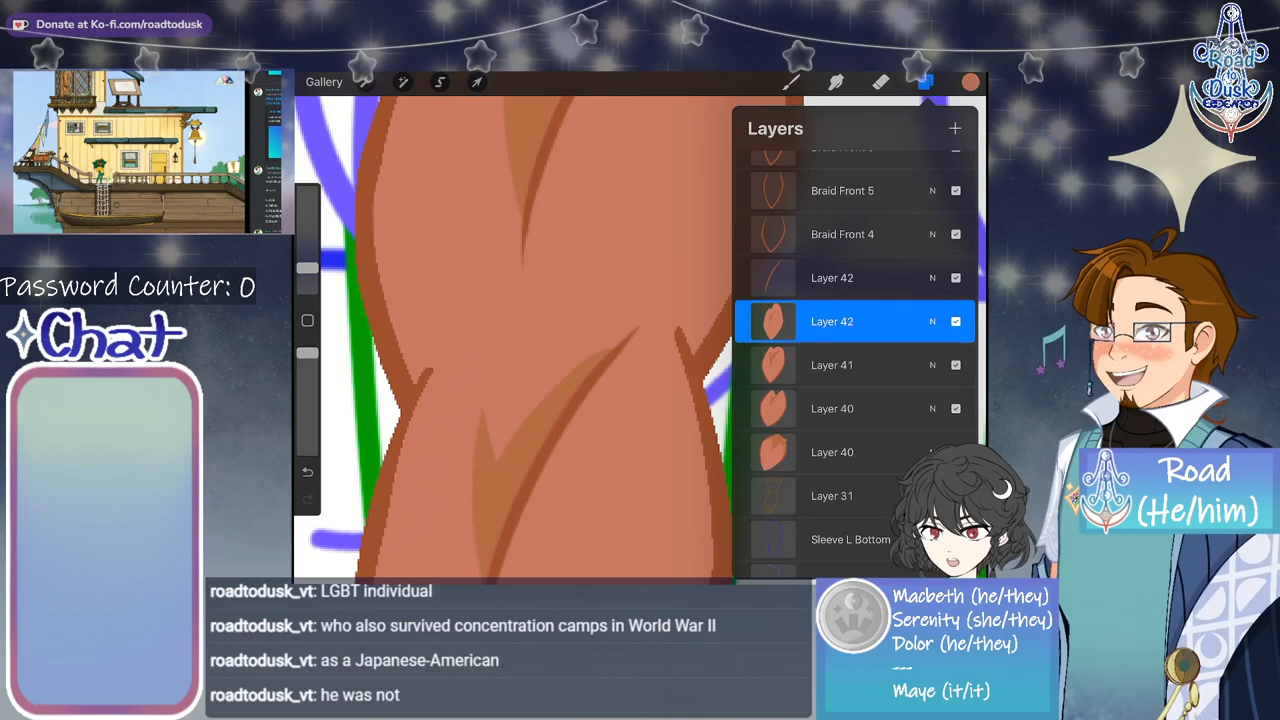 Donate at Ko-fi.com/roadtodusk
Gallery
Layers
Braid Front 5
N
Braid Front 4
N
Layer 42
N
Layer 42
N
Layer 41
N
Layer 40
N
Layer 40
Layer 31
Sleeve L Bottom
Password Counter: 0
Chat
roadtodusk_vt: LGBT individual
roadtodusk_vt: who also survived concentration camps in World War II
roadtodusk_vt: as a Japanese-American
roadtodusk_vt: he was not
Road
to
Dusk
Road
(He/him)
Macbeth (he/they)
Serenity (she/they)
Dolor (he/they)
---
Maye (it/it)